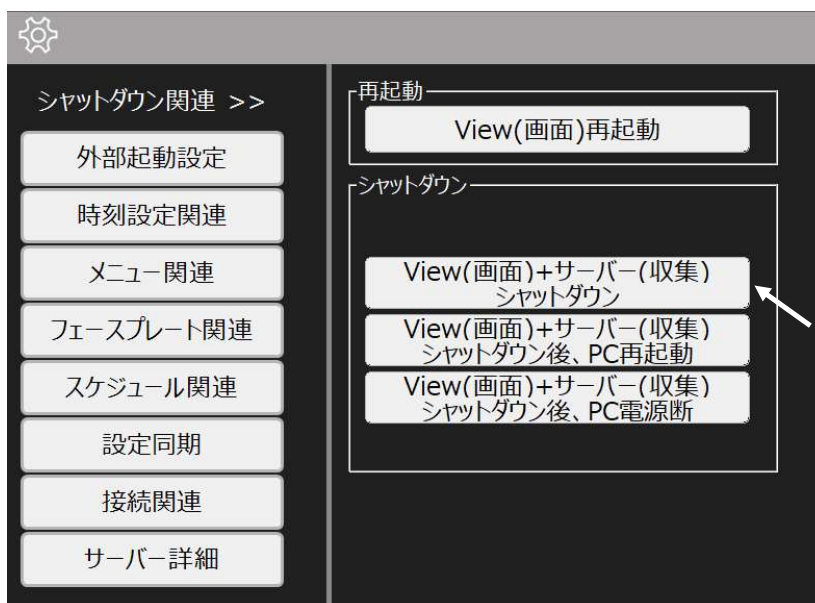 シャットダウン関連 >>
外部起動設定
時刻設定関連
メニュー関連
フェースプレート関連
スケジュール関連
設定同期
接続関連
サーバー詳細
再起動
View(画面)再起動
シャットダウン
View(画面)+サーバー(収集)
シャットダウン
View(画面)+サーバー(収集)
シャットダウン後、PC再起動
View(画面)+サーバー(収集)
シャットダウン後、PC電源断